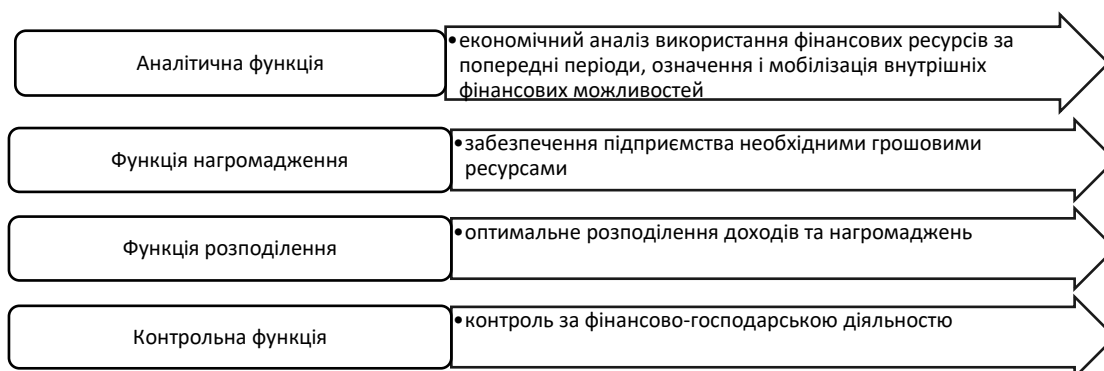 Аналітична функція
•економічний аналіз використання фінансових ресурсів за
попередні періоди, означення і мобілізація внутрішніх
фінансових можливостей
Функція нагромадження
•забезпечення підприємства необхідними грошовими
ресурсами
Функція розподілення
•оптимальне розподілення доходів та нагромаджень
Контрольна функція
•контроль за фінансово-господарською діяльностю